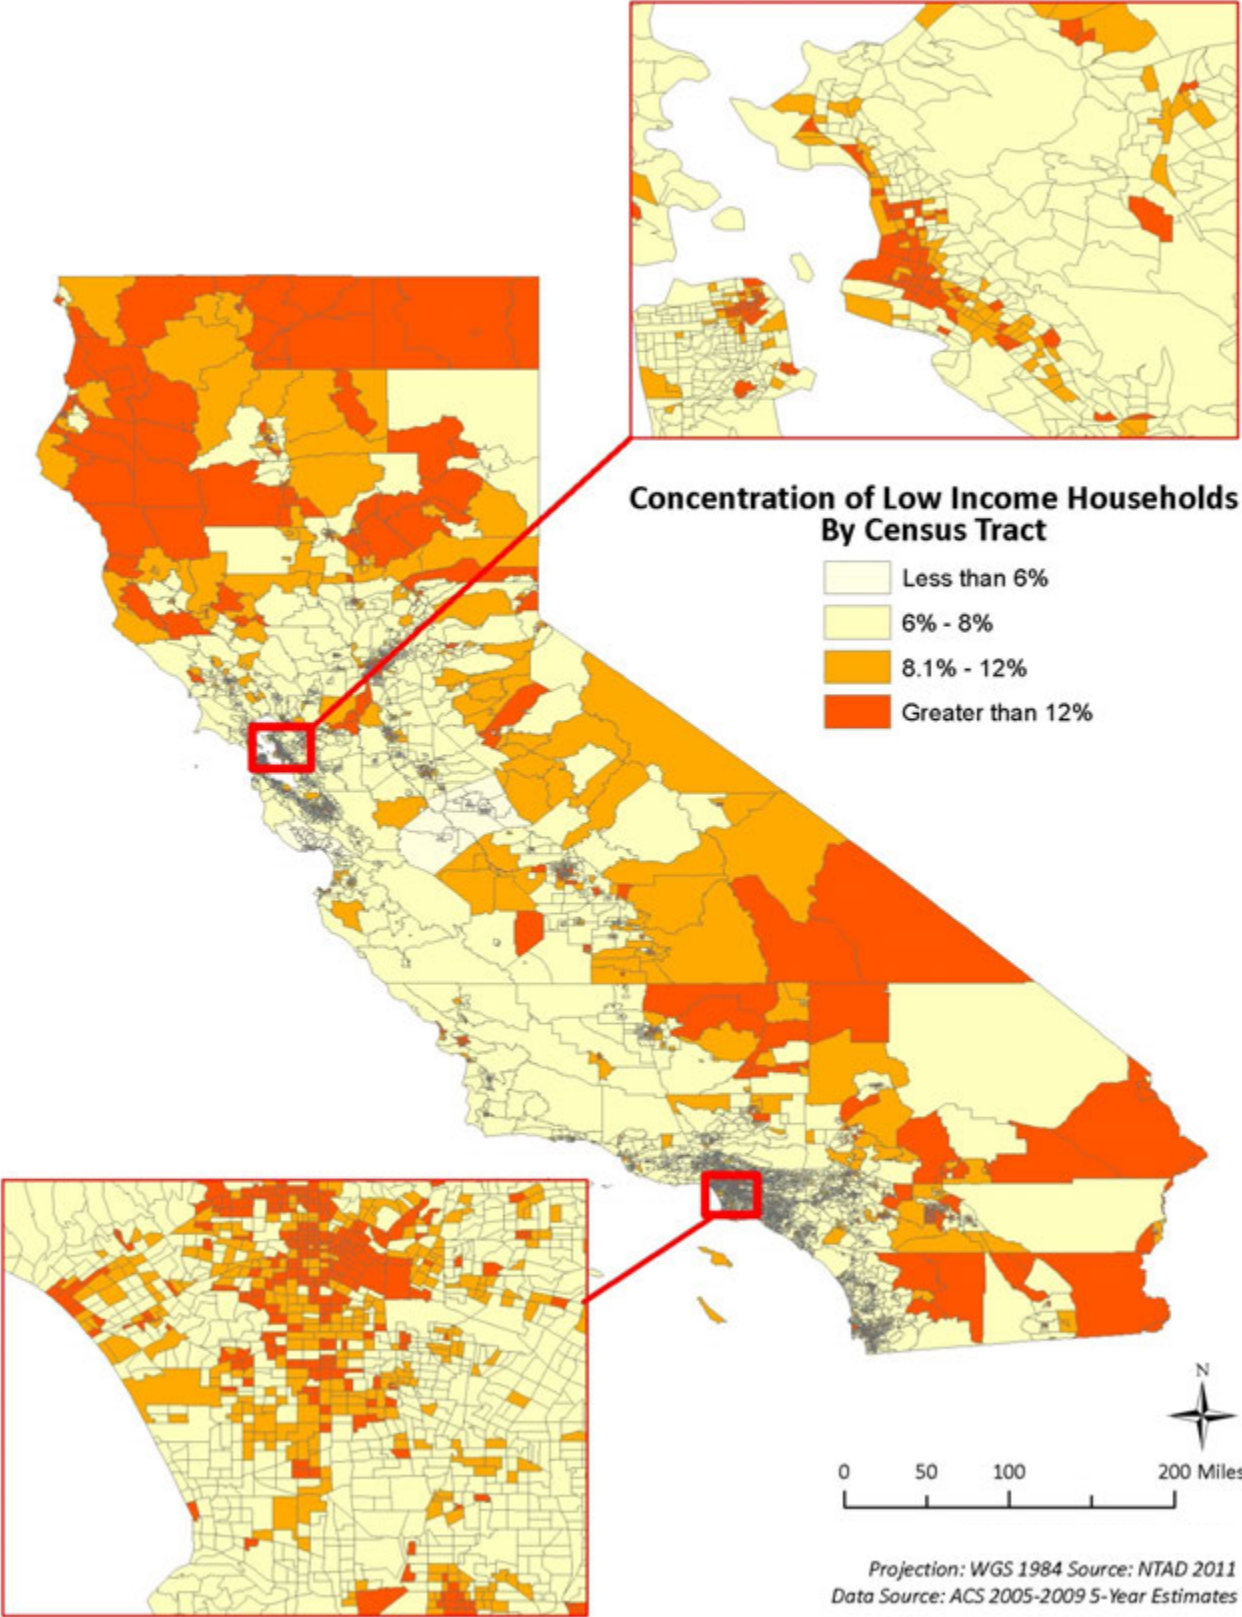 Concentration of Low Income Households
By Census Tract
Less than 6%
6% - 8%
8.1% - 12%
Greater than 12%
N
0 50 100 200 Miles
Projection: WGS 1984 Source: NTAD 2011
Data Source: ACS 2005-2009 5-Year Estimates